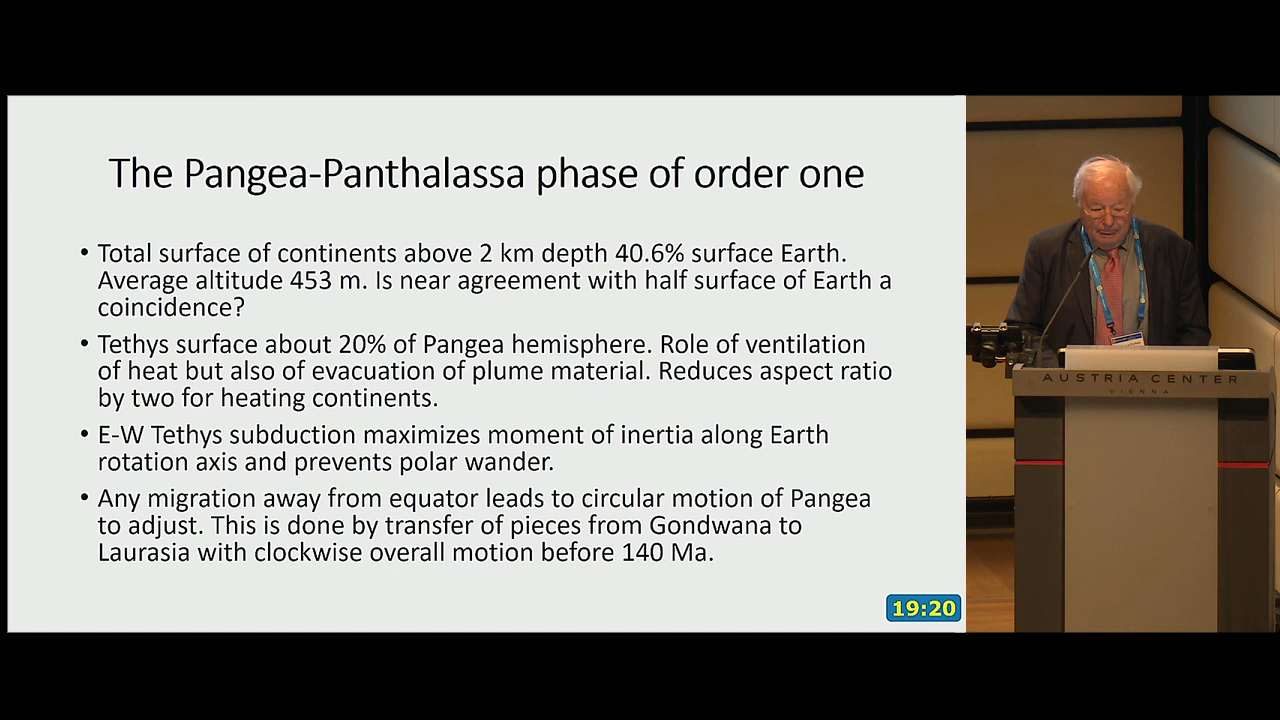 The Pangea-Panthalassa phase of order one
• Total surface of continents above 2 km depth 40.6% surface Earth.
Average altitude 453 m. Is near agreement with half surface of Earth a
coincidence?
• Tethys surface about 20% of Pangea hemisphere. Role of ventilation
of heat but also of evacuation of plume material. Reduces aspect ratio
by two for heating continents.
• E-W Tethys subduction maximizes moment of inertia along Earth
rotation axis and prevents polar wander.
• Any migration away from equator leads to circular motion of Pangea
to adjust. This is done by transfer of pieces from Gondwana to
Laurasia with clockwise overall motion before 140 Ma.
19:20
AUSTRIA CENTER
VIENNA